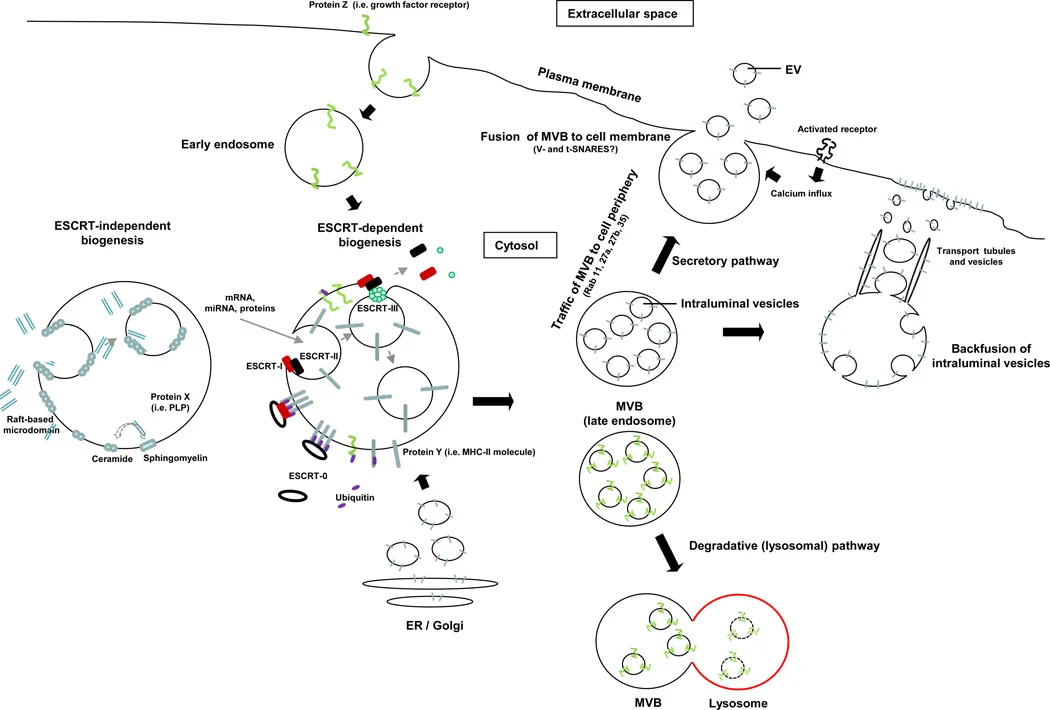 Protein Z (i.e. growth factor receptor)
Extracellular space
EV
Plasma membrane
Activated receptor
Fusion of MVB to cell membrane
(V- and t-SNARES?)
Early endosome
Calcium influx
ESCRT-independent
biogenesis
ESCRT-dependent
biogenesis
Cytosol
Traffic of MVB to cell periphery
(Rab 11, 27a, 27b, 35)
Secretory pathway
Transport tubules
and vesicles
mRNA,
miRNA, proteins
ESCRT-III
Intraluminal vesicles
ESCRT-II
ESCRT-I
Backfusion of
intraluminal vesicles
Protein X
(i.e. PLP)
Raft-based
microdomain
MVB
(late endosome)
Ceramide
Sphingomyelin
Protein Y (i.e. MHC-II molecule)
ESCRT-0
Ubiquitin
Degradative (lysosomal) pathway
ER / Golgi
MVB
Lysosome